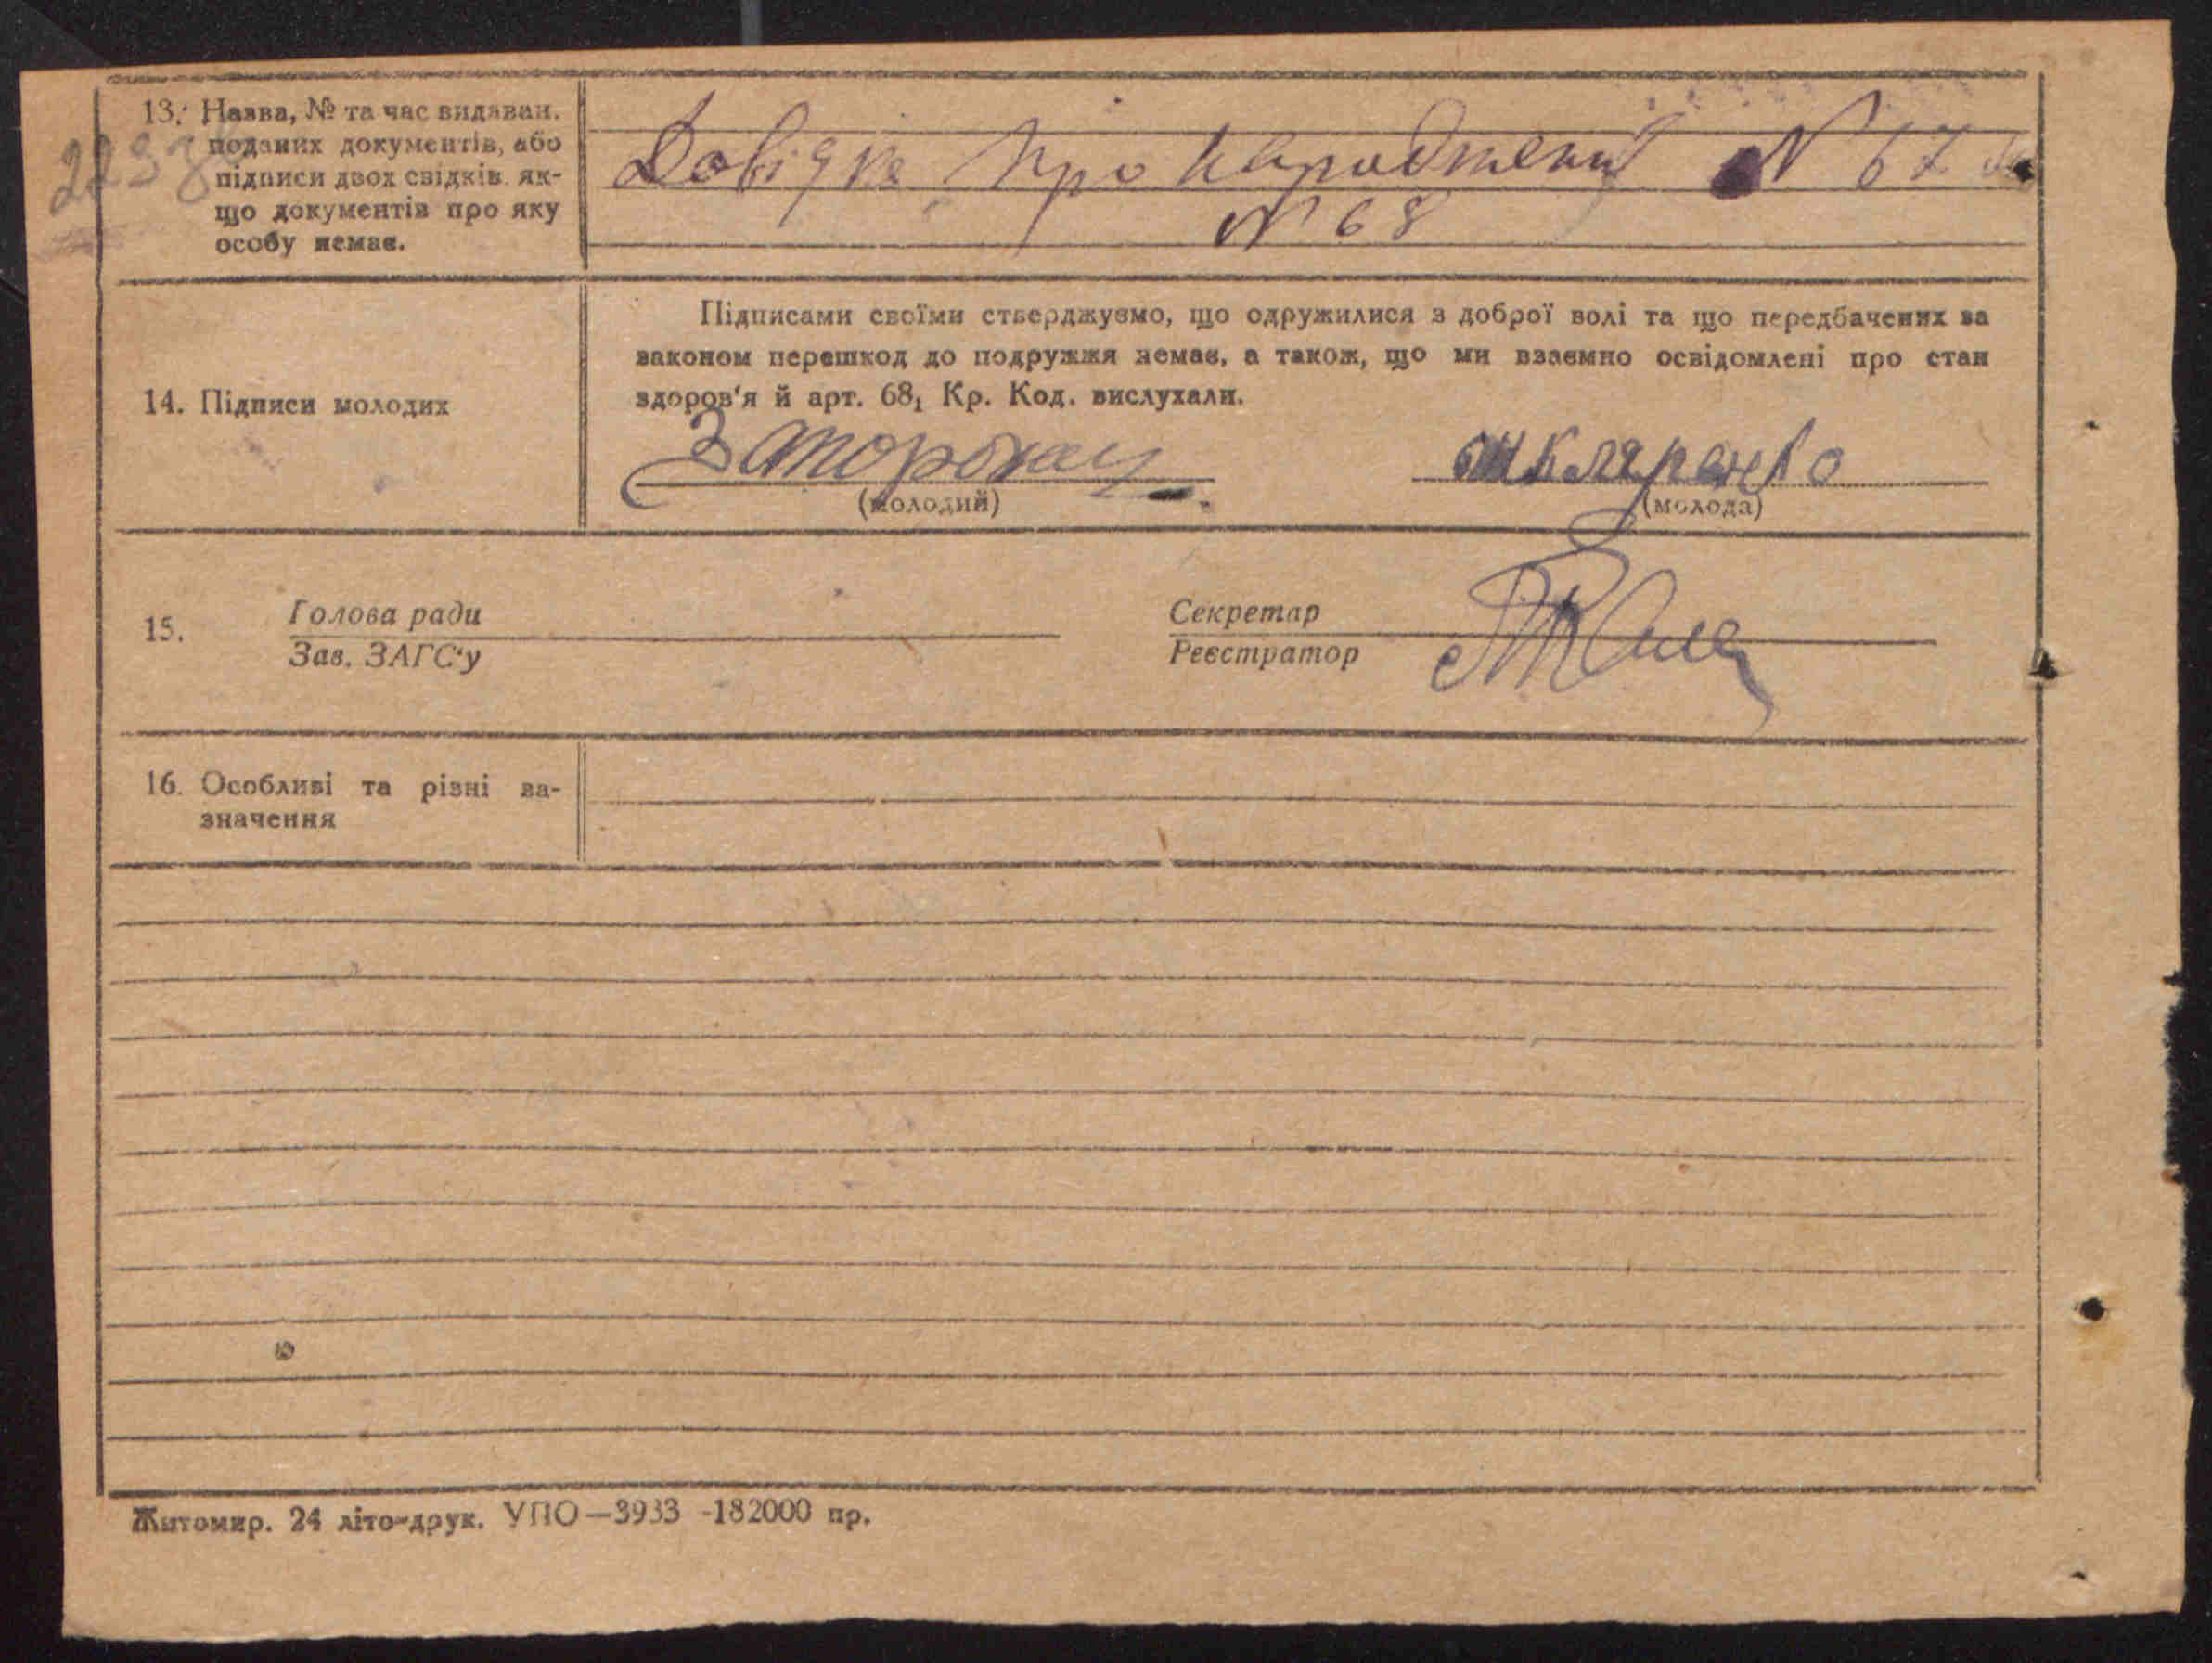 13. Назва, № та час видаван.
поданих документів, або
підписи двох свідків як-
що документів про яку
особу немає.
Довідка про народження N 67 та
N 68
14. Підписи молодих
Підписами своїми стверджуємо, що одружилися з доброї волі та що передбачених за
законом перешкод до подружжя немає, а також, що ми взаємно освідомлені про стан
здоров'я й арт. 68₁ Кр. Код. вислухали.
шкляренко
(молодий)
(молода)
15.
Голова ради
Зав. ЗАГС'у
Секретар
Реєстратор
16. Особливі та різні за-
значення
Житомир. 24 літо-друк. УПО—3933 -182000 пр.